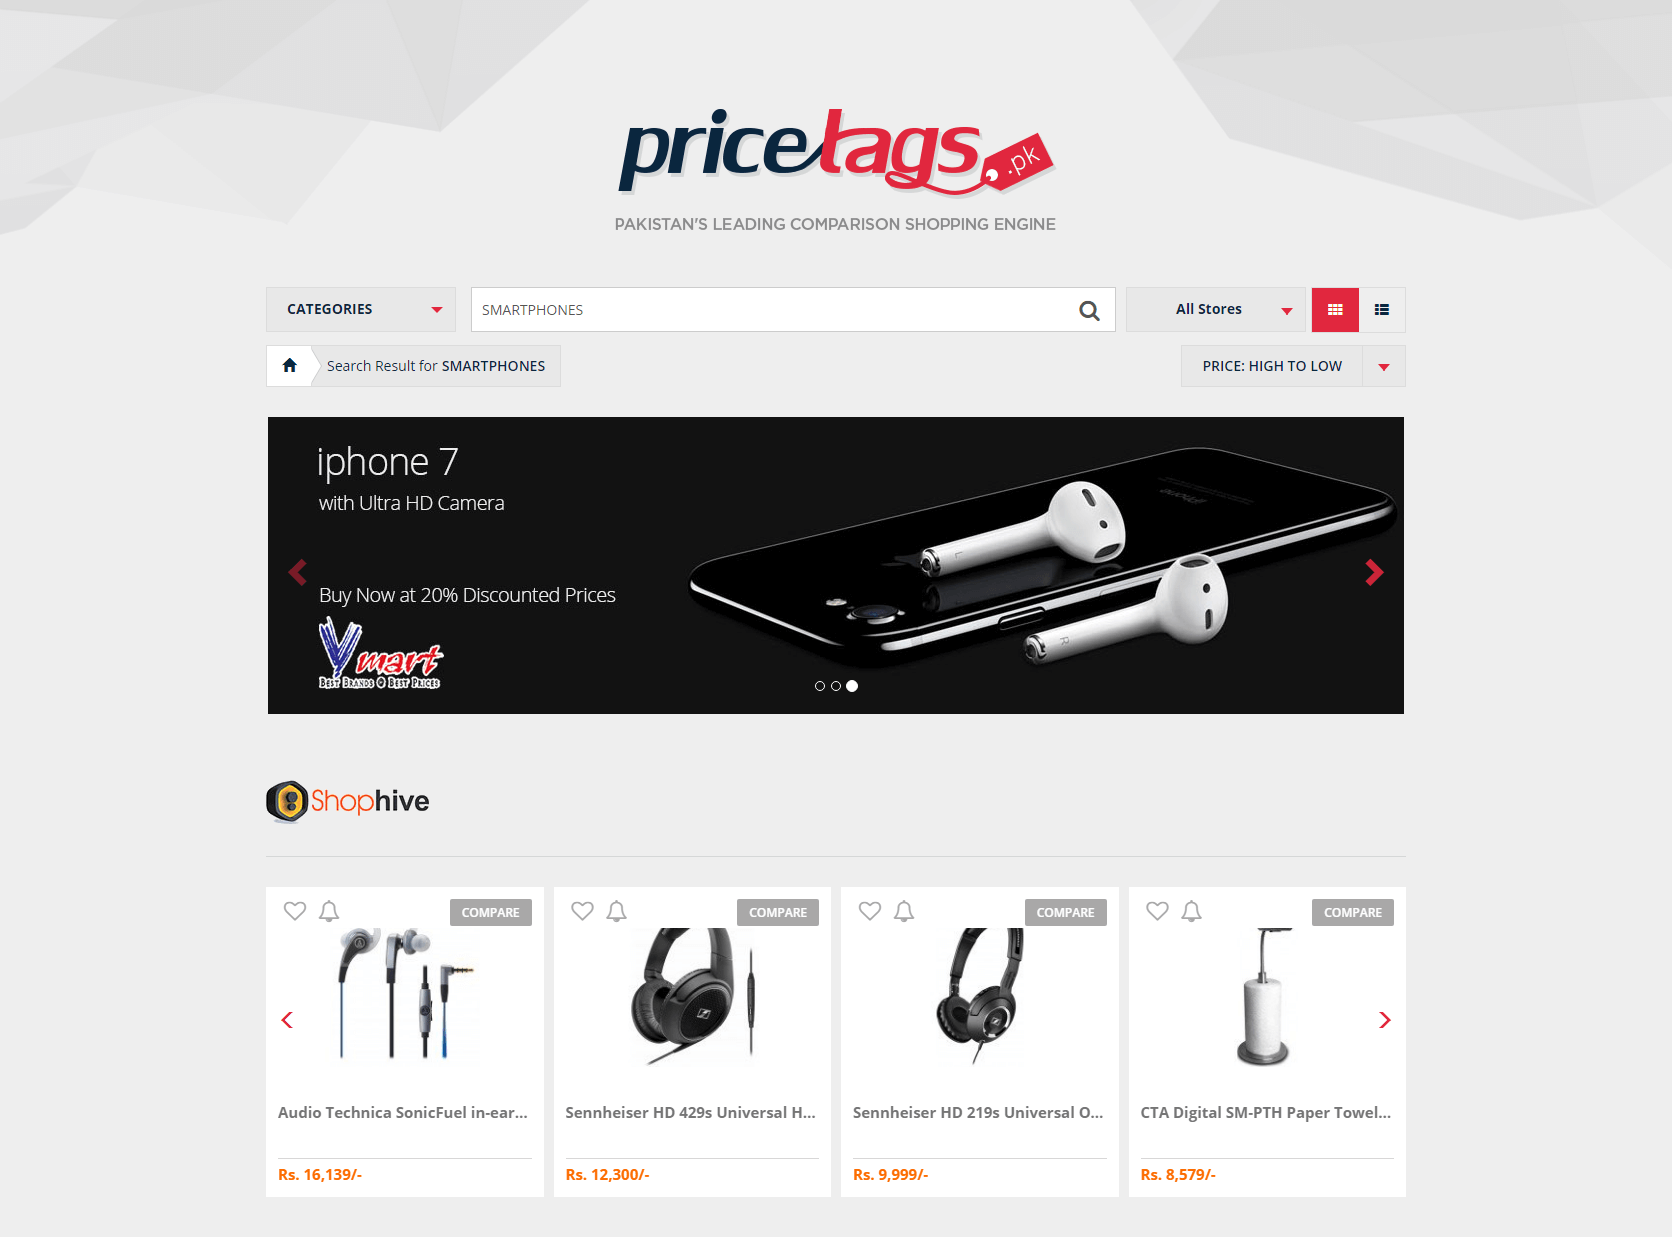 pricetags.pk
PAKISTAN'S LEADING COMPARISON SHOPPING ENGINE
CATEGORIES
SMARTPHONES
All Stores
Search Result for SMARTPHONES
PRICE: HIGH TO LOW
iphone 7
with Ultra HD Camera
iPhone
L
Buy Now at 20% Discounted Prices
R
Vmart
BEST BRANDS @ BEST PRICES
Shophive
COMPARE
COMPARE
COMPARE
COMPARE
Audio Technica SonicFuel in-ear...
Sennheiser HD 429s Universal H...
Sennheiser HD 219s Universal O...
CTA Digital SM-PTH Paper Towel...
Rs. 16,139/-
Rs. 12,300/-
Rs. 9,999/-
Rs. 8,579/-